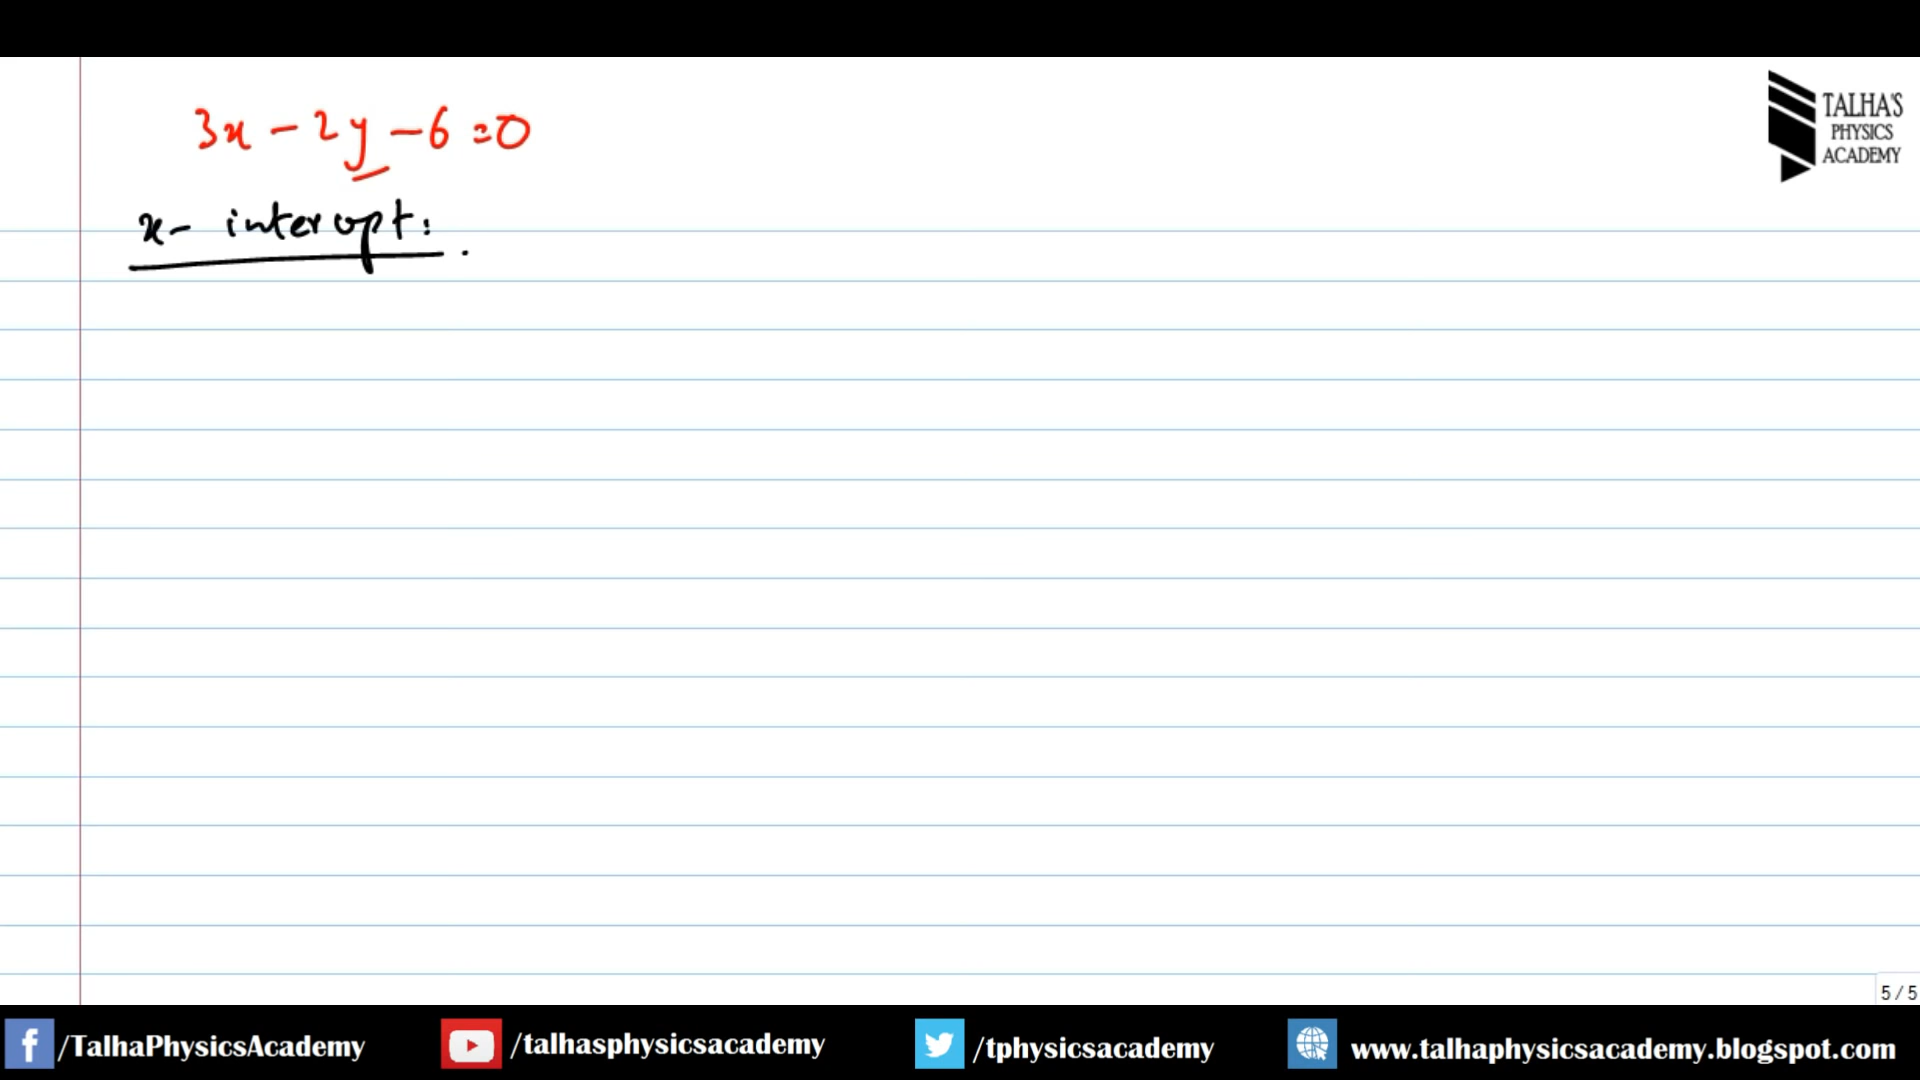 3x - 2y - 6 = 0
x- intercept:
TALHA'S
PHYSICS
ACADEMY
5 / 5
/TalhaPhysicsAcademy
/talhasphysicsacademy
/tphysicsacademy
www.talhaphysicsacademy.blogspot.com